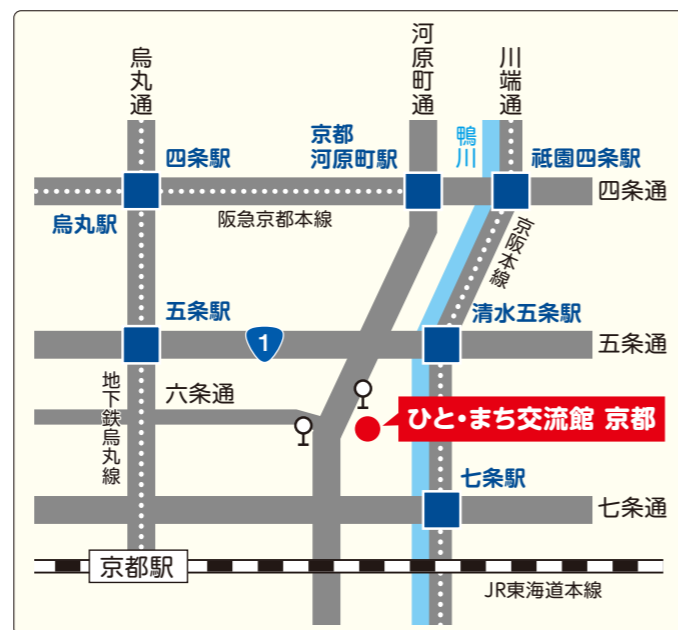 烏丸通
河原町通
川端通
鴨川
四条駅
京都
河原町駅
祇園四条駅
四条通
烏丸駅
阪急京都本線
京阪本線
五条駅
1
清水五条駅
五条通
地下鉄烏丸線
六条通
ひと・まち交流館 京都
七条駅
七条通
京都駅
JR東海道本線